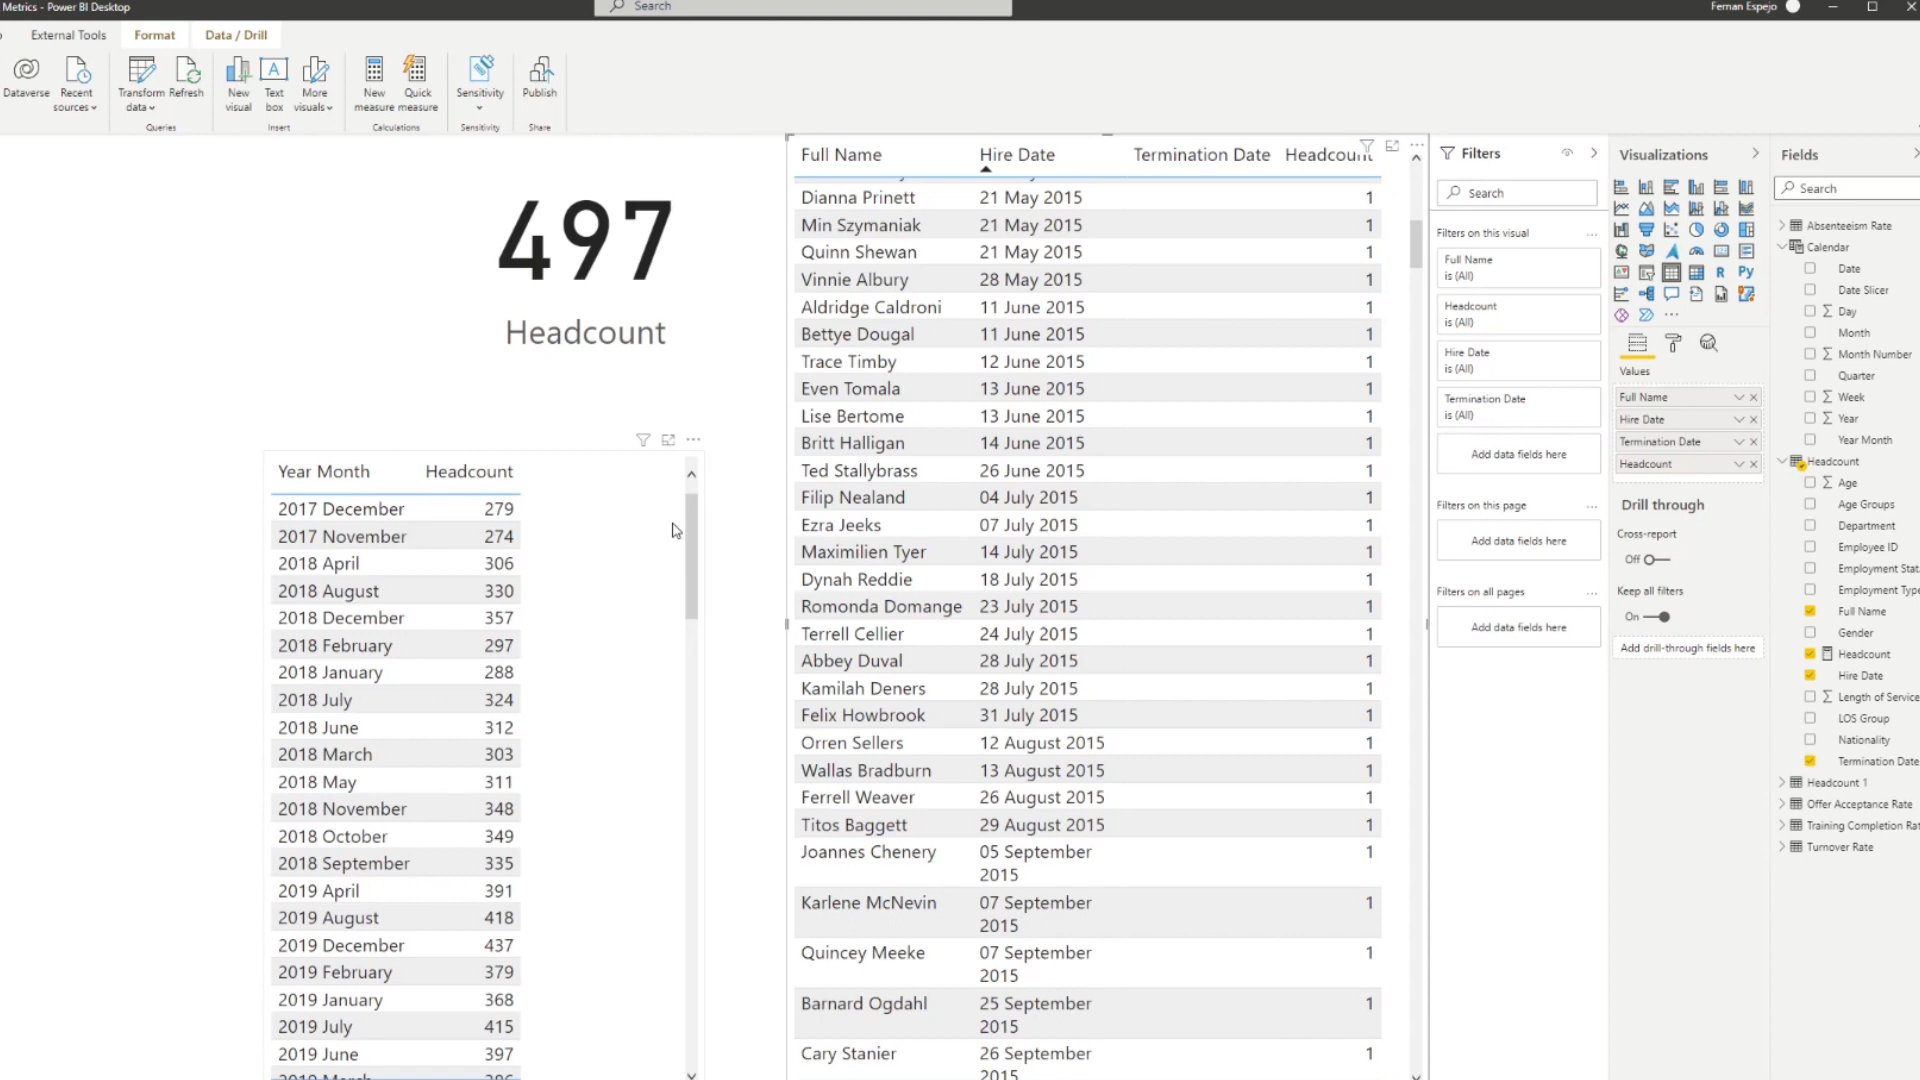 Metrics - Power BI Desktop
Search
Fernan Espejo
External Tools
Format
Data / Drill
Dataverse
Recent sources
Transform data
Refresh
New visual
Text box
More visuals
New measure
Quick measure
Sensitivity
Publish
Queries
Insert
Calculations
Sensitivity
Share
497
Headcount
Year Month Headcount
2017 December 279
2017 November 274
2018 April 306
2018 August 330
2018 December 357
2018 February 297
2018 January 288
2018 July 324
2018 June 312
2018 March 303
2018 May 311
2018 November 348
2018 October 349
2018 September 335
2019 April 391
2019 August 418
2019 December 437
2019 February 379
2019 January 368
2019 July 415
2019 June 397
Full Name Hire Date Termination Date Headcount
Dianna Prinett 21 May 2015 1
Min Szymaniak 21 May 2015 1
Quinn Shewan 21 May 2015 1
Vinnie Albury 28 May 2015 1
Aldridge Caldroni 11 June 2015 1
Bettye Dougal 11 June 2015 1
Trace Timby 12 June 2015 1
Even Tomala 13 June 2015 1
Lise Bertome 13 June 2015 1
Britt Halligan 14 June 2015 1
Ted Stallybrass 26 June 2015 1
Filip Nealand 04 July 2015 1
Ezra Jeeks 07 July 2015 1
Maximilien Tyer 14 July 2015 1
Dynah Reddie 18 July 2015 1
Romonda Domange 23 July 2015 1
Terrell Cellier 24 July 2015 1
Abbey Duval 28 July 2015 1
Kamilah Deners 28 July 2015 1
Felix Howbrook 31 July 2015 1
Orren Sellers 12 August 2015 1
Wallas Bradburn 13 August 2015 1
Ferrell Weaver 26 August 2015 1
Titos Baggett 29 August 2015 1
Joannes Chenery 05 September 1
2015
Karlene McNevin 07 September 1
2015
Quincey Meeke 07 September 1
2015
Barnard Ogdahl 25 September 1
2015
Cary Stanier 26 September 1
2015
Filters
Search
Filters on this visual
Full Name
is (All)
Headcount
is (All)
Hire Date
is (All)
Termination Date
is (All)
Add data fields here
Filters on this page
Add data fields here
Filters on all pages
Add data fields here
Visualizations
R
Py
Values
Full Name
Hire Date
Termination Date
Headcount
Drill through
Cross-report
Off
Keep all filters
On
Add drill-through fields here
Fields
Search
Absenteeism Rate
Calendar
Date
Date Slicer
Σ Day
Month
Σ Month Number
Quarter
Σ Week
Σ Year
Year Month
Headcount
Σ Age
Age Groups
Department
Employee ID
Employment Stat
Employment Type
Full Name
Gender
Headcount
Hire Date
Σ Length of Service
LOS Group
Nationality
Termination Date
Headcount 1
Offer Acceptance Rate
Training Completion Rat
Turnover Rate